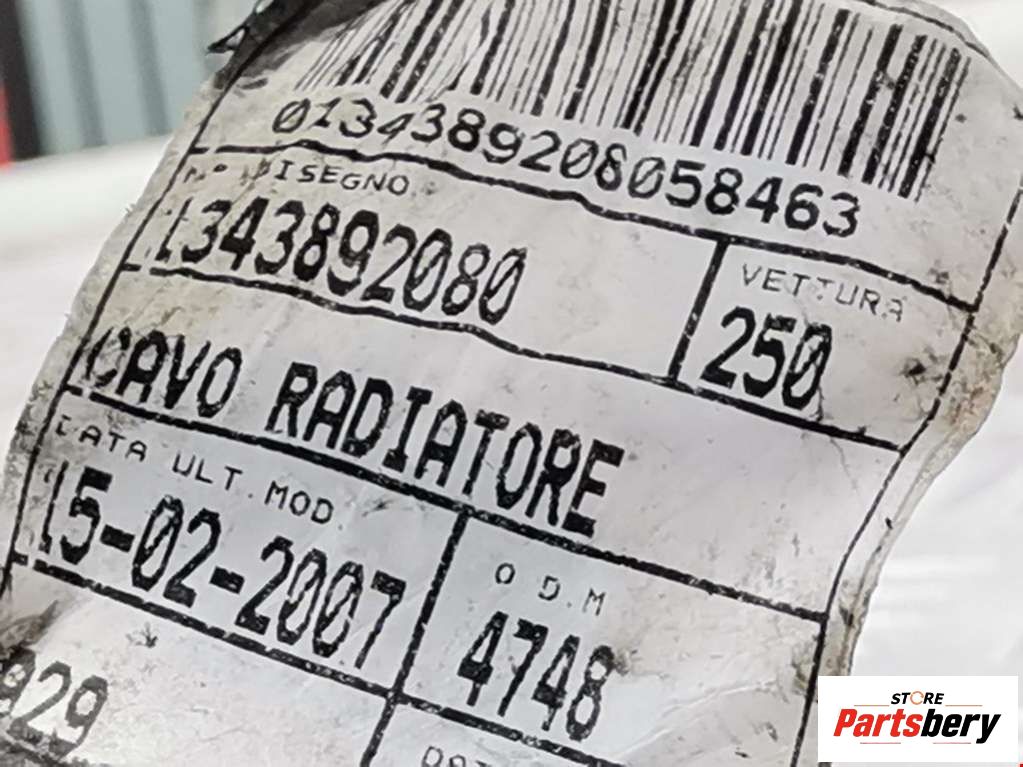 01343892080058463
N° DISEGNO
1343892080
VETTURA
250
CAVO RADIATORE
DATA ULT.MOD.
15-02-2007
O.D.M
4748
929
STORE
Partsbery